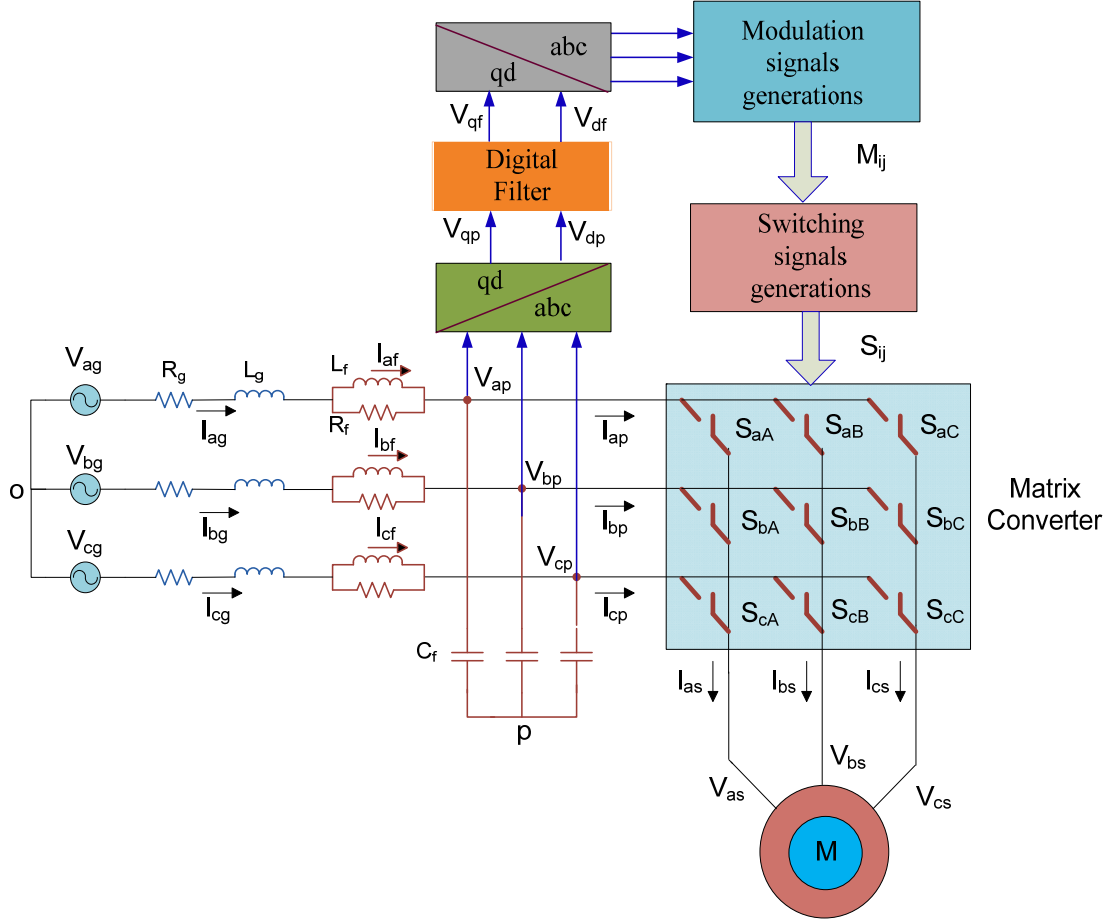 abc
qd
Modulation
signals
generations
Vqf
Vdf
Digital
Filter
Mij
Vqp
Vdp
Switching
signals
generations
qd
abc
Sij
Vag
Rg
Lg
Lf
Iaf
Vap
Iag
Rf
Iap
SaA
SaB
SaC
Vbg
Ibf
Vbp
o
Ibg
Ibp
SbA
SbB
SbC
Matrix
Converter
Vcg
Icf
Vcp
Icg
Icp
ScA
ScB
ScC
Cf
Ias
Ibs
Ics
p
Vas
Vbs
Vcs
M